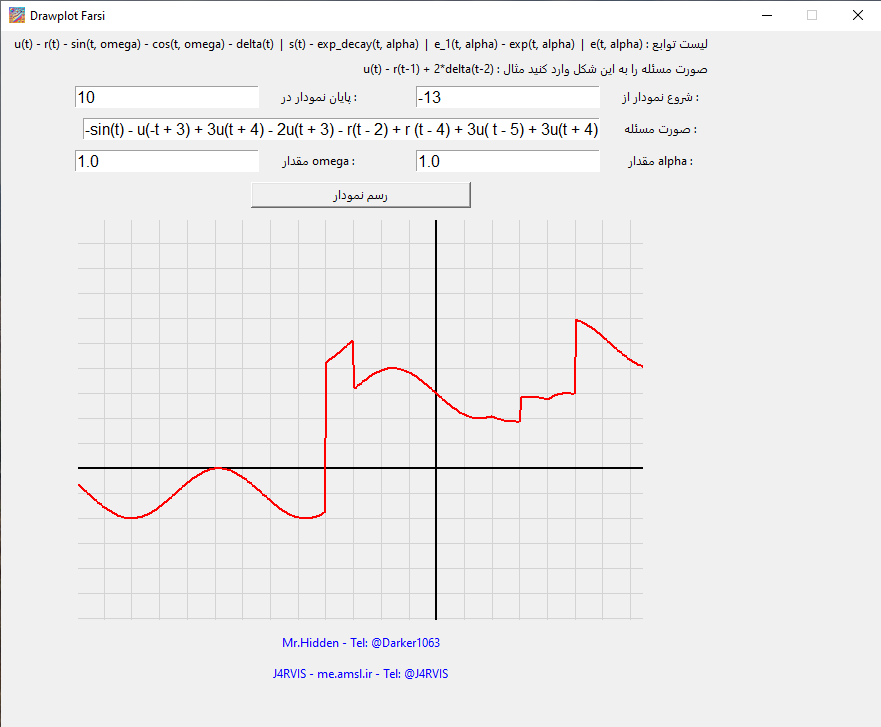 Drawplot Farsi
u(t) - r(t) - sin(t, omega) - cos(t, omega) - delta(t) | s(t) - exp_decay(t, alpha) | e_1(t, alpha) - exp(t, alpha) | e(t, alpha) : لیست توابع
صورت مسئله را به این شکل وارد کنید مثال : u(t) - r(t-1) + 2*delta(t-2)
شروع نمودار از :
-13
پایان نمودار در :
10
صورت مسئله :
-sin(t) - u(-t + 3) + 3u(t + 4) - 2u(t + 3) - r(t - 2) + r (t - 4) + 3u( t - 5) + 3u(t + 4)
مقدار alpha :
1.0
مقدار omega :
1.0
رسم نمودار
Mr.Hidden - Tel: @Darker1063
J4RVIS - me.amsl.ir - Tel: @J4RVIS